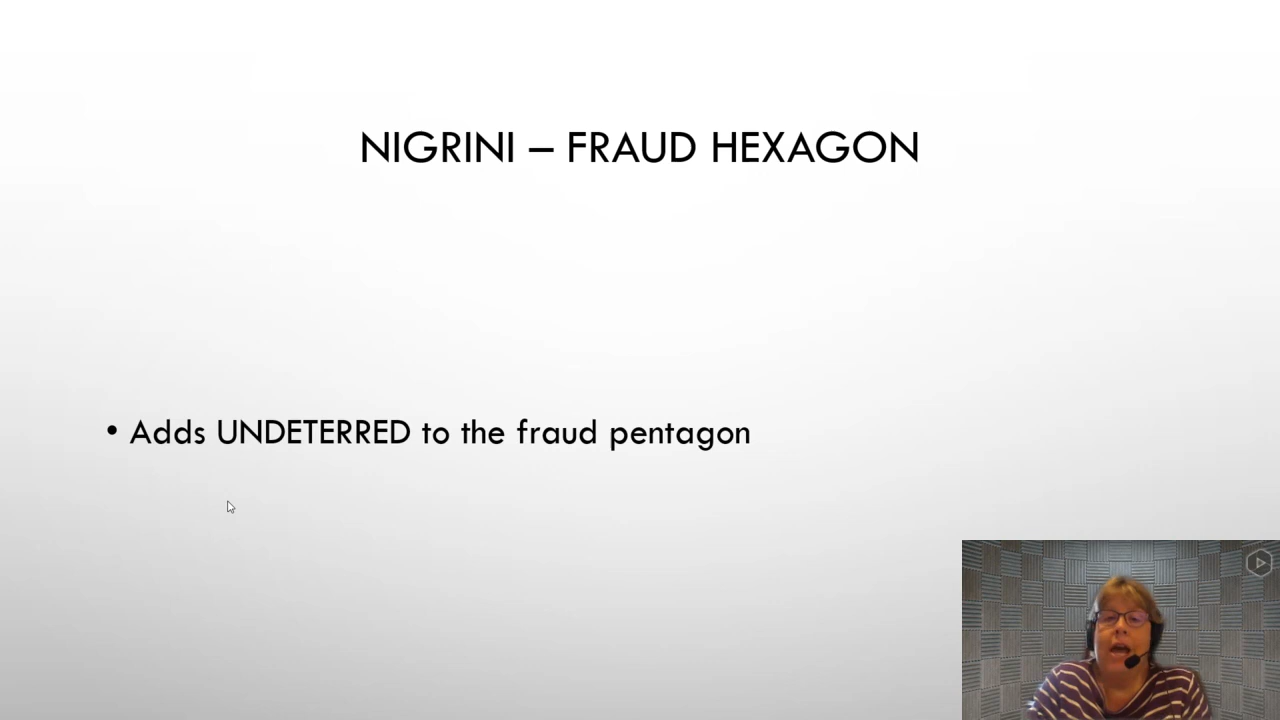 NIGRINI – FRAUD HEXAGON
• Adds UNDETERRED to the fraud pentagon